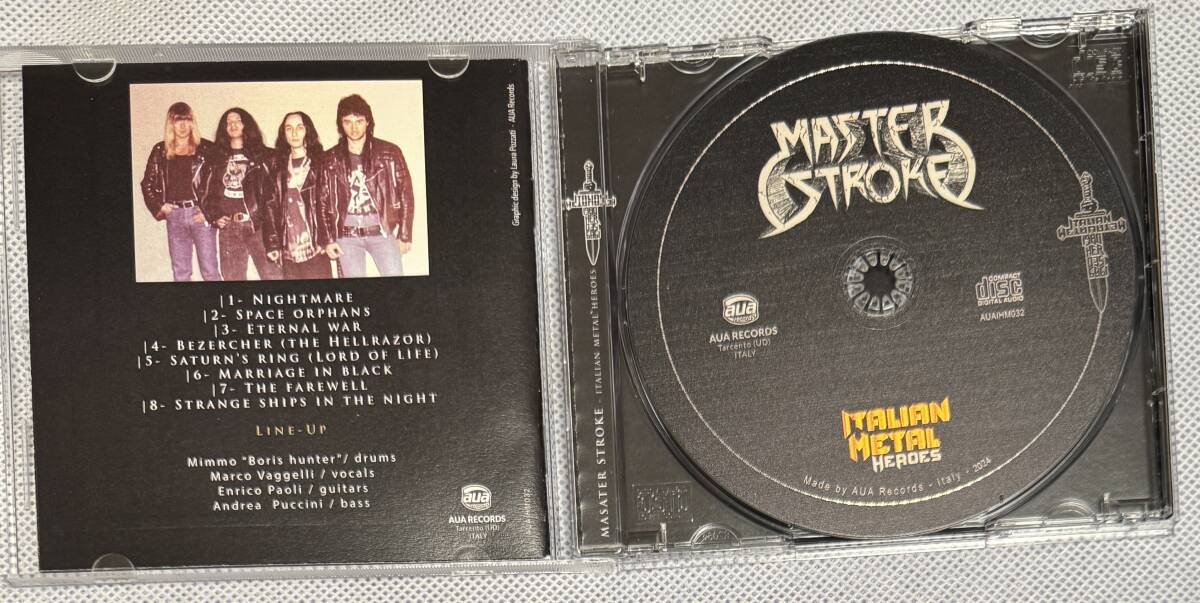 Graphic design by Laura Pozzati - AUA Records
|1- Nightmare
|2- Space orphans
|3- Eternal war
|4- Bezercher (the Hellrazor)
|5- Saturn's ring (Lord of life)
|6- Marriage in black
|7- The farewell
|8- Strange ships in the night
Line-Up
Mimmo "Boris hunter"/ drums
Marco Vaggelli / vocals
Enrico Paoli / guitars
Andrea Puccini / bass
aua
records
AUA RECORDS
Tarcento (UD)
ITALY
MASATER STROKE - ITALIAN METAL HEROES
MASTER
STROKE
aua
records
AUA RECORDS
Tarcento (UD)
ITALY
COMPACT
disc
DIGITAL AUDIO
AUAIHM032
ITALIAN
METAL
HEROES
Made by AUA Records - Italy - 2024